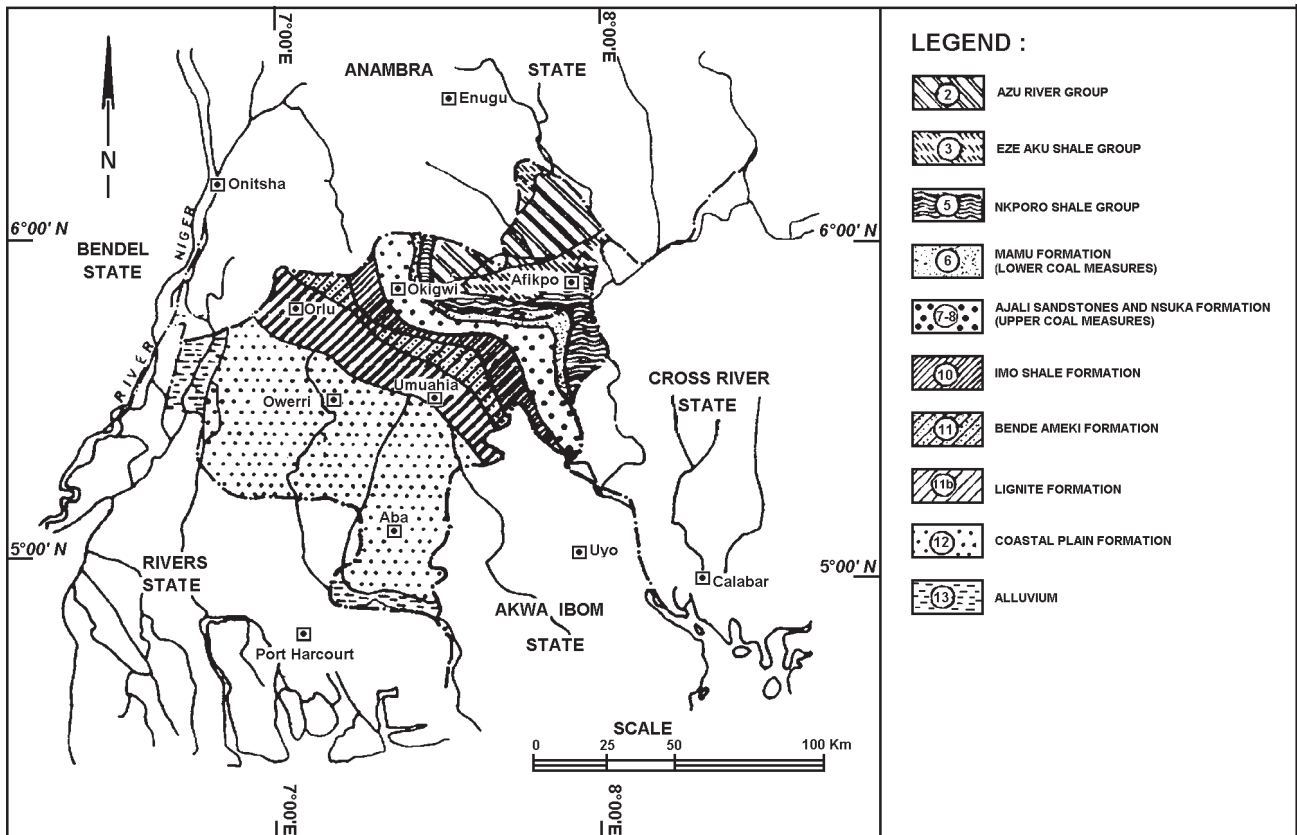 7°00'E
8°00'E
ANAMBRA STATE
Enugu
N
Onitsha
6°00' N
6°00' N
BENDEL
STATE
RIVER NIGER
Okigwi
Afikpo
Orlu
CROSS RIVER
STATE
Umuahia
Owerri
Aba
5°00' N
5°00' N
Uyo
Calabar
RIVERS
STATE
AKWA IBOM
STATE
Port Harcourt
SCALE
0 25 50 100 Km
7°00'E
8°00'E
LEGEND :
2 AZU RIVER GROUP
3 EZE AKU SHALE GROUP
5 NKPORO SHALE GROUP
6 MAMU FORMATION
(LOWER COAL MEASURES)
7-8 AJALI SANDSTONES AND NSUKA FORMATION
(UPPER COAL MEASURES)
10 IMO SHALE FORMATION
11 BENDE AMEKI FORMATION
11b LIGNITE FORMATION
12 COASTAL PLAIN FORMATION
13 ALLUVIUM